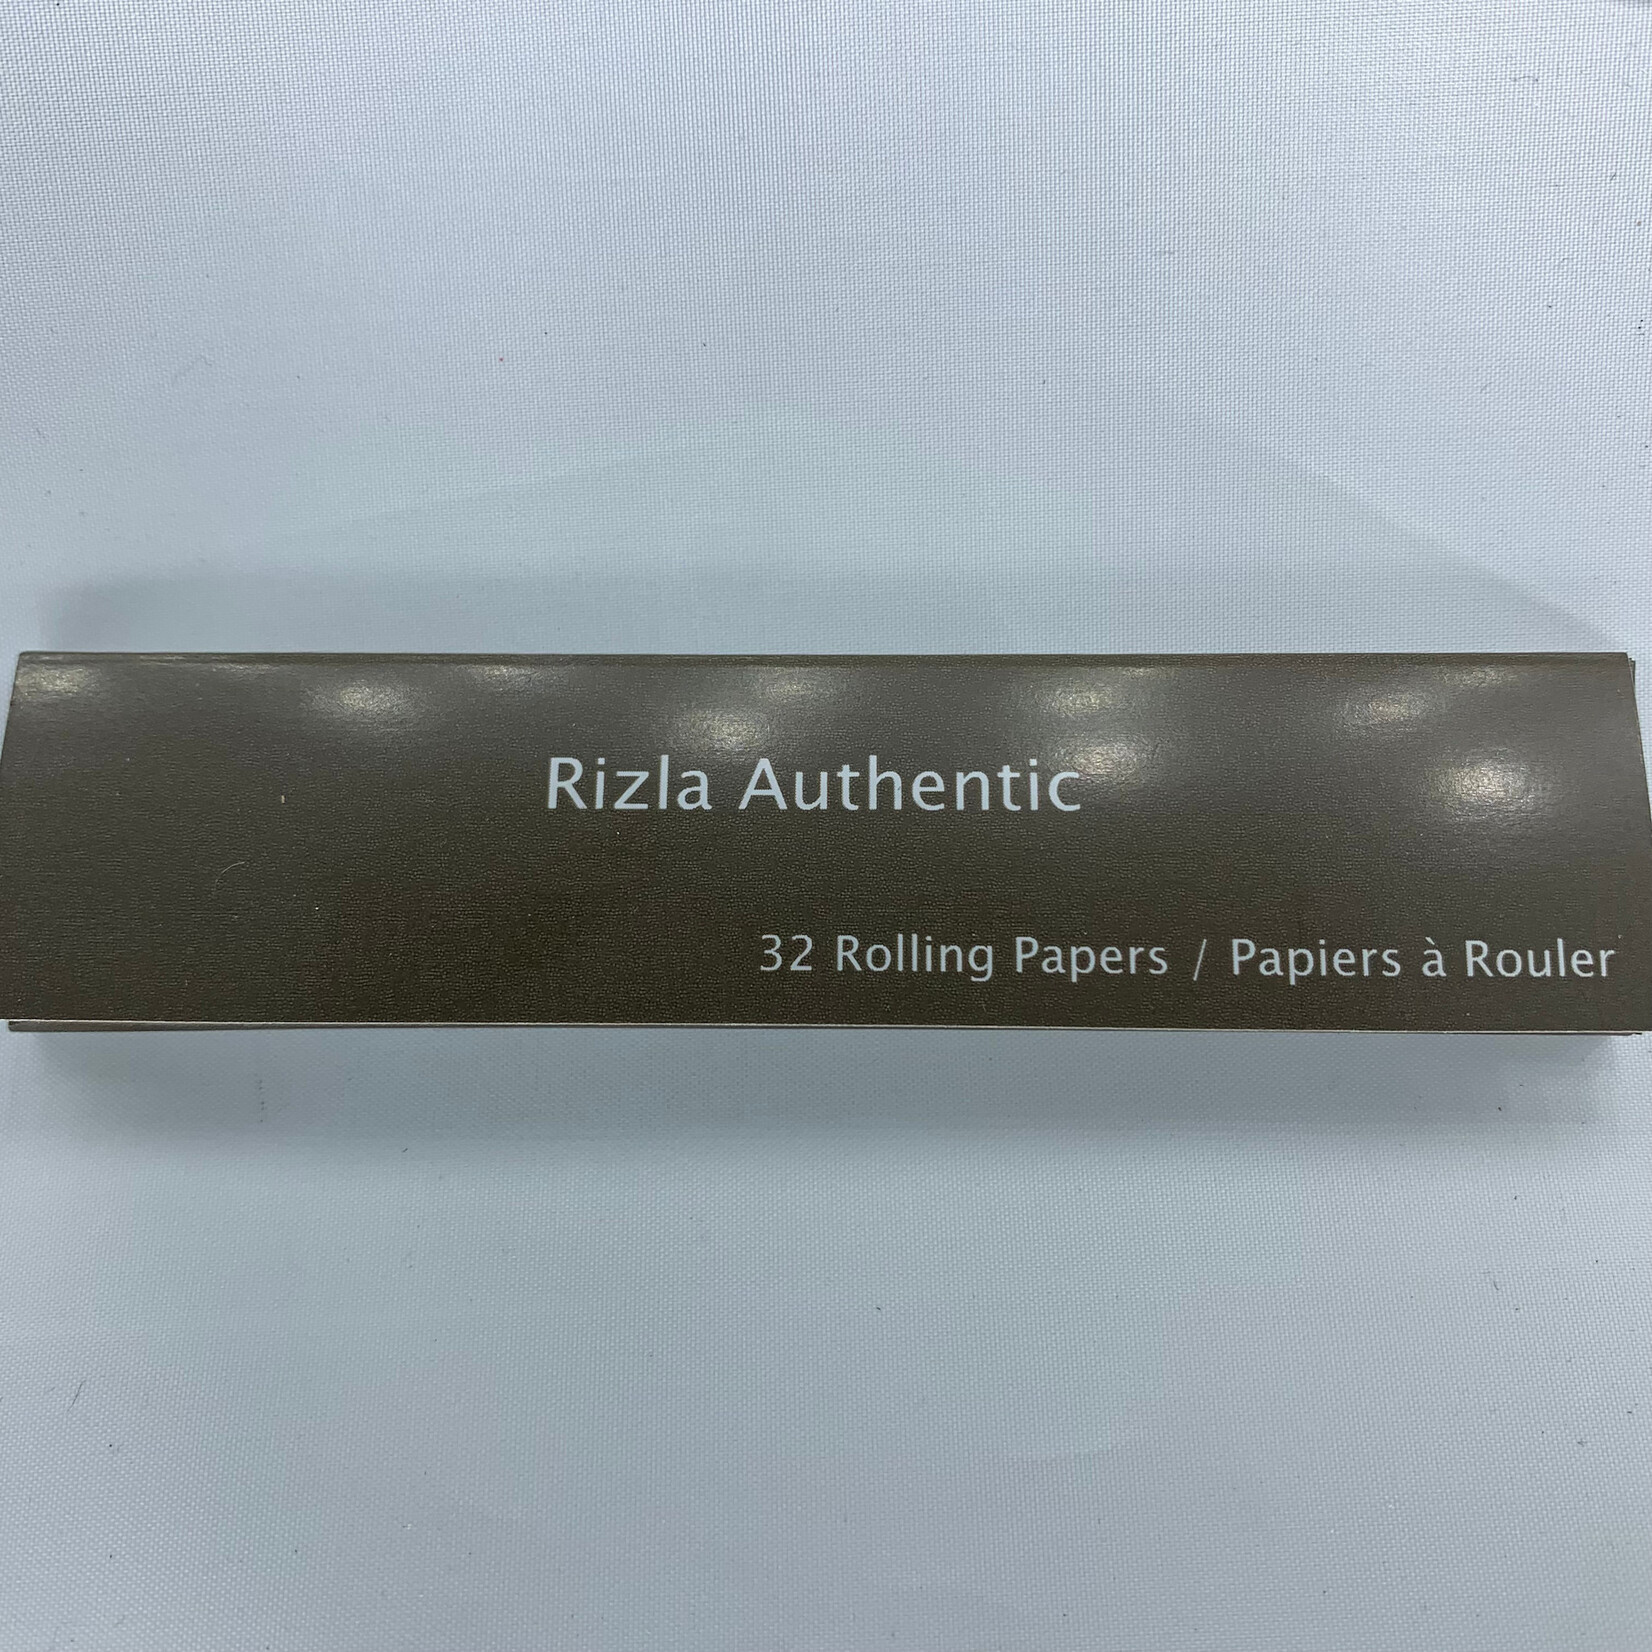 Rizla Authentic
32 Rolling Papers / Papiers à Rouler